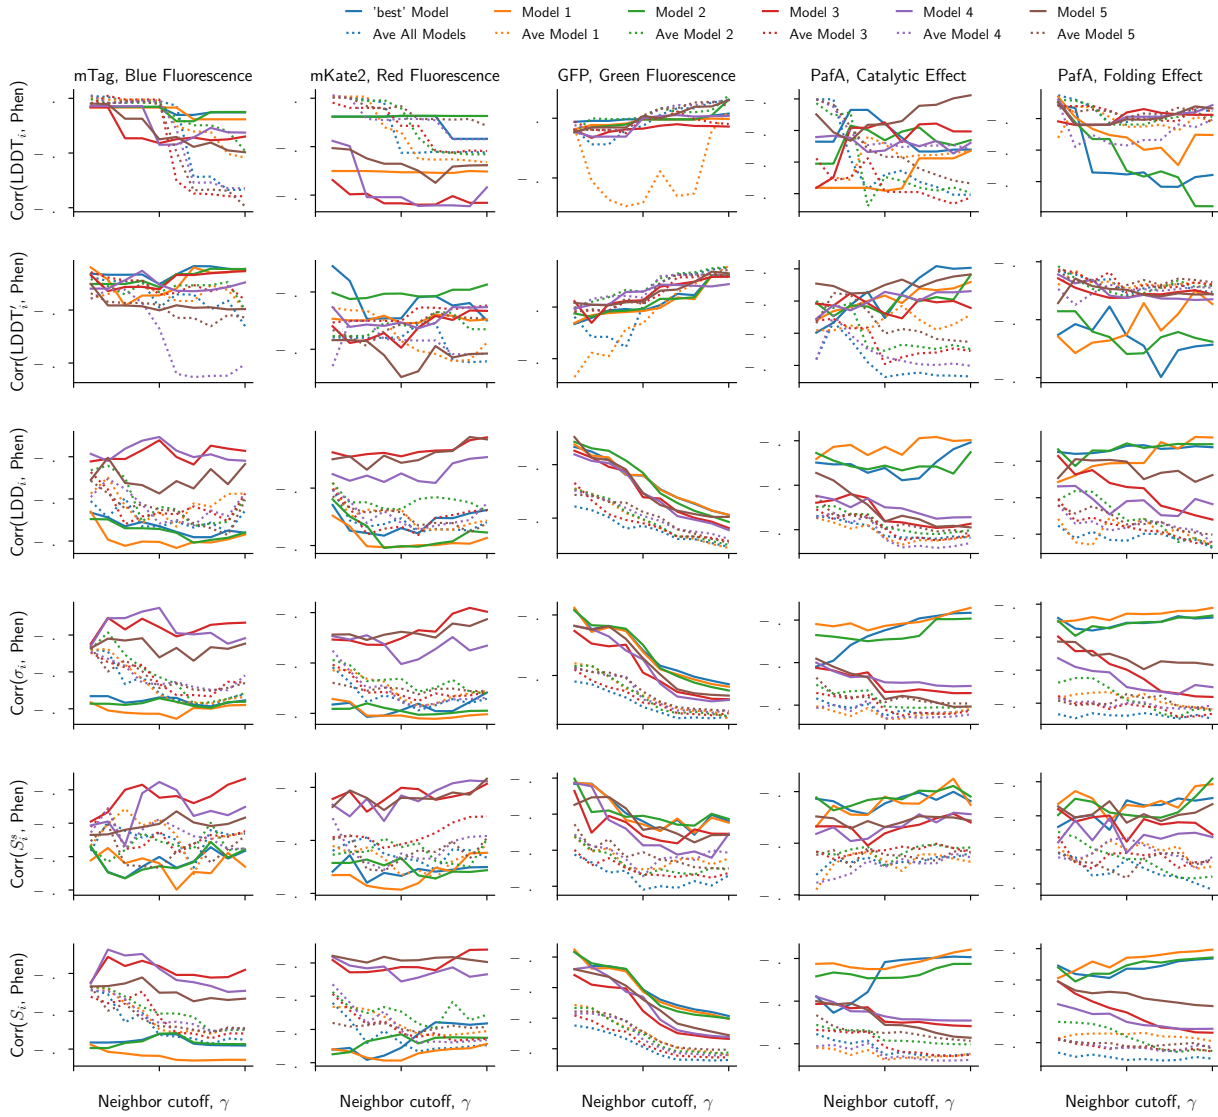 'best' Model Model 1 Model 2 Model 3 Model 4 Model 5
Ave All Models Ave Model 1 Ave Model 2 Ave Model 3 Ave Model 4 Ave Model 5
mTag, Blue Fluorescence mKate2, Red Fluorescence GFP, Green Fluorescence PafA, Catalytic Effect PafA, Folding Effect
Corr(LDDT_i, Phen)
Corr(LDDT'_i, Phen)
Corr(LDD_i, Phen)
Corr(σ_i, Phen)
Corr(S^s_i, Phen)
Corr(S_i, Phen)
Neighbor cutoff, γ Neighbor cutoff, γ Neighbor cutoff, γ Neighbor cutoff, γ Neighbor cutoff, γ